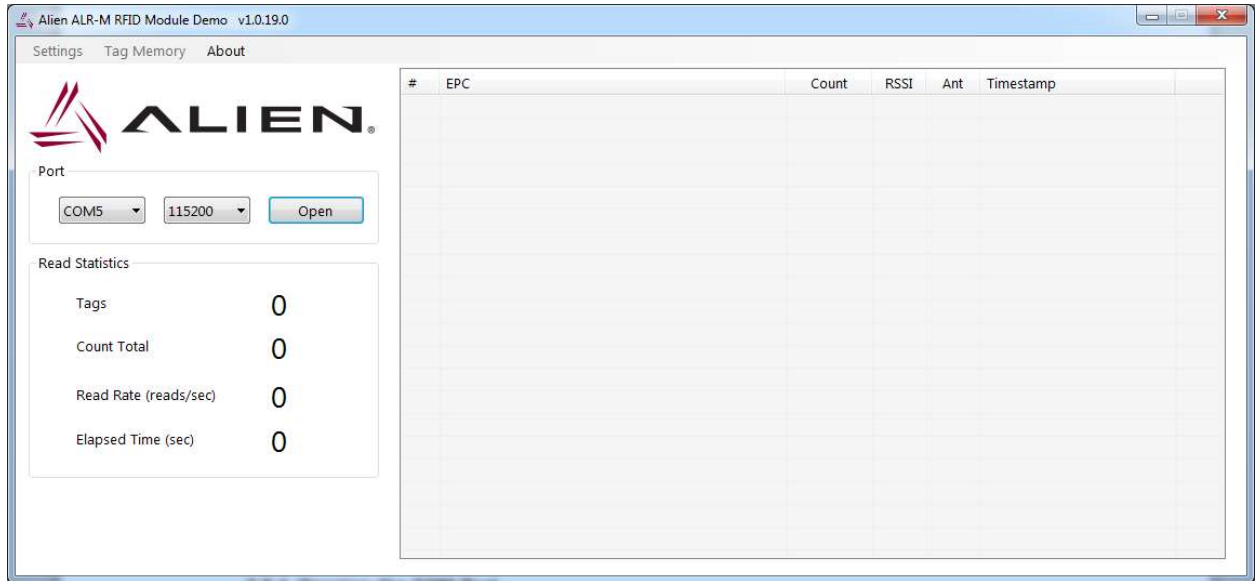 Alien ALR-M RFID Module Demo v1.0.19.0
Settings Tag Memory About
ALIEN®
Port
COM5 115200 Open
Read Statistics
Tags 0
Count Total 0
Read Rate (reads/sec) 0
Elapsed Time (sec) 0
# EPC Count RSSI Ant Timestamp